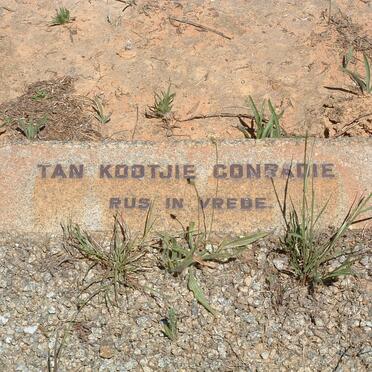 TAN KOOTJIE CONRADIE
RUS IN VREDE.